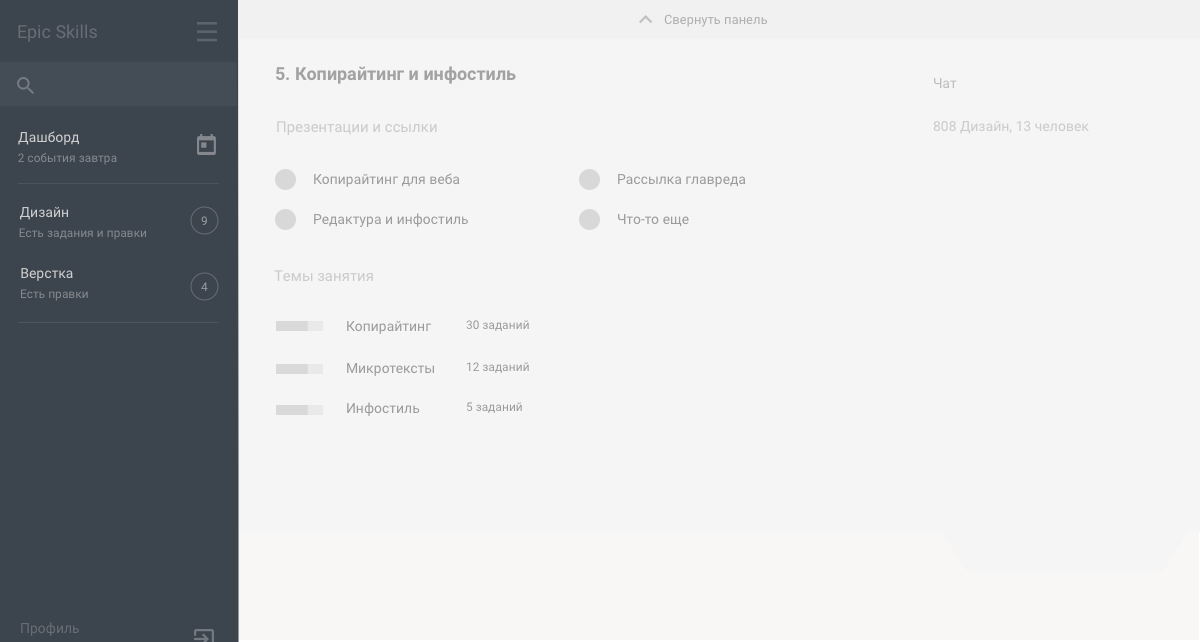 Epic Skills
Дашборд
2 события завтра
Дизайн
Есть задания и правки
9
Верстка
Есть правки
4
Профиль
Свернуть панель
5. Копирайтинг и инфостиль
Презентации и ссылки
Копирайтинг для веба
Рассылка главреда
Редактура и инфостиль
Что-то еще
Темы занятия
Копирайтинг 30 заданий
Микротексты 12 заданий
Инфостиль 5 заданий
Чат
808 Дизайн, 13 человек